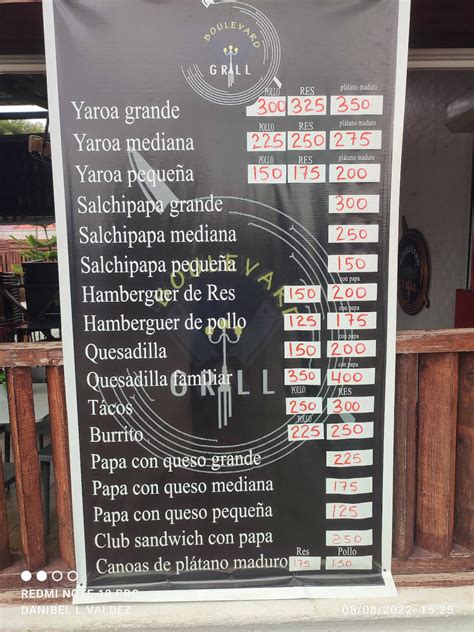 BOULEVARD
GRILL
POLLO RES plátano maduro
Yaroa grande 300 325 350
POLLO RES plátano maduro
Yaroa mediana 225 250 275
POLLO RES plátano maduro
Yaroa pequeña 150 175 200
Salchipapa grande 300
Salchipapa mediana 250
Salchipapa pequeña 150
con papa
Hamberguer de Res 150 200
con papa
Hamberguer de pollo 125 175
con papa
Quesadilla 150 200
con papa
Quesadilla familiar 350 400
POLLO RES
Tácos 250 300
POLLO RES
Burrito 225 250
Papa con queso grande 225
Papa con queso mediana 175
Papa con queso pequeña 125
Club sandwich con papa 250
Res Pollo
Canoas de plátano maduro 175 150
BOULEVARD
GRILL
REDMI NOTE 10 PRO
DANIBEL L VALDEZ
08/08/2022 15:25